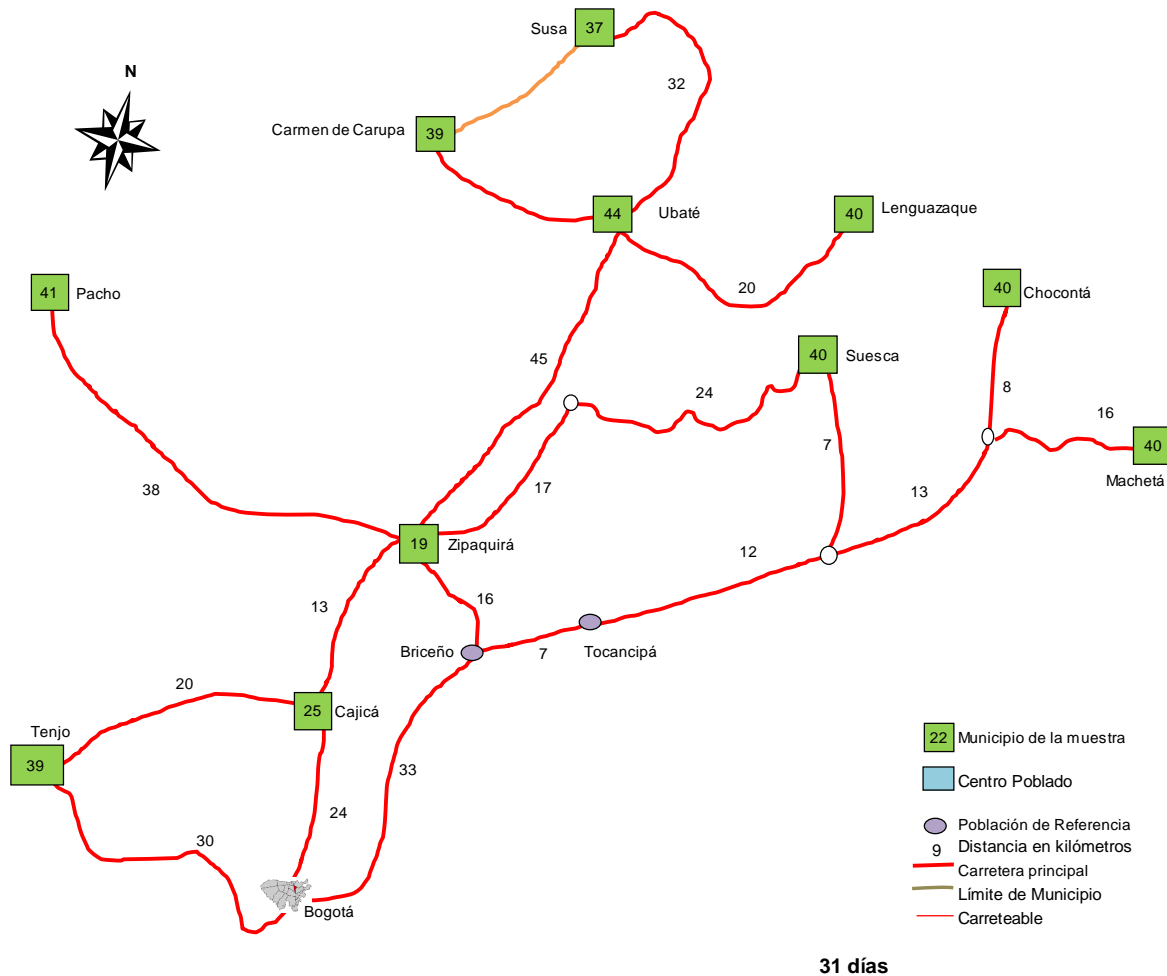 Susa
37
N
32
Carmen de Carupa
39
44
Ubaté
40
Lenguazaque
41
Pacho
20
40
Chocontá
45
40
Suesca
24
8
16
7
40
Machetá
17
38
13
19
Zipaquirá
12
13
16
Briceño
7
Tocancipá
20
25
Cajicá
Tenjo
39
33
24
30
Bogotá
22
Municipio de la muestra
Centro Poblado
Población de Referencia
9
Distancia en kilómetros
Carretera principal
Límite de Municipio
Carreteable
31 días